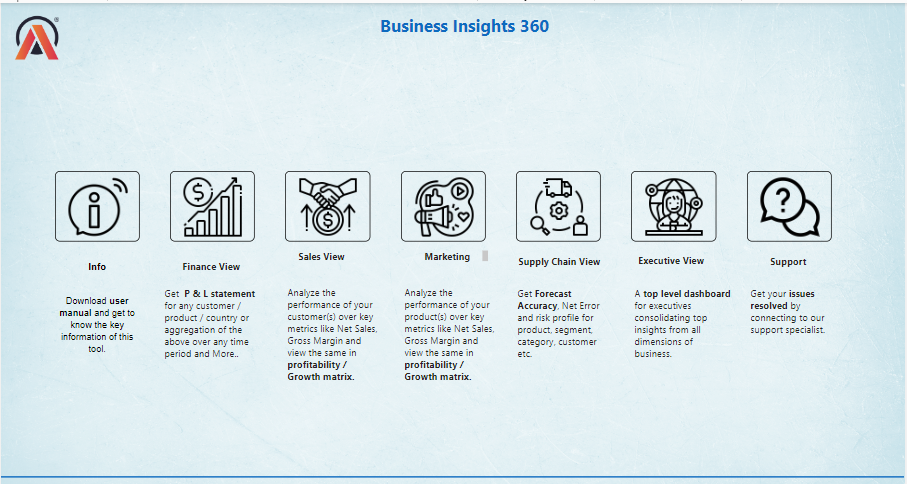 Business Insights 360
Info
Download user
manual and get to
know the key
information of this
tool.
Finance View
Get P & L statement
for any customer /
product / country or
aggregation of the
above over any time
period and More..
Sales View
Analyze the
performance of your
customer(s) over key
metrics like Net Sales,
Gross Margin and
view the same in
profitability /
Growth matrix.
Marketing
Analyze the
performance of your
product(s) over key
metrics like Net Sales,
Gross Margin and
view the same in
profitability /
Growth matrix.
Supply Chain View
Get Forecast
Accuracy, Net Error
and risk profile for
product, segment,
category, customer
etc.
Executive View
A top level dashboard
for executives
consolidating top
insights from all
dimensions of
business.
Support
Get your issues
resolved by
connecting to our
support specialist.